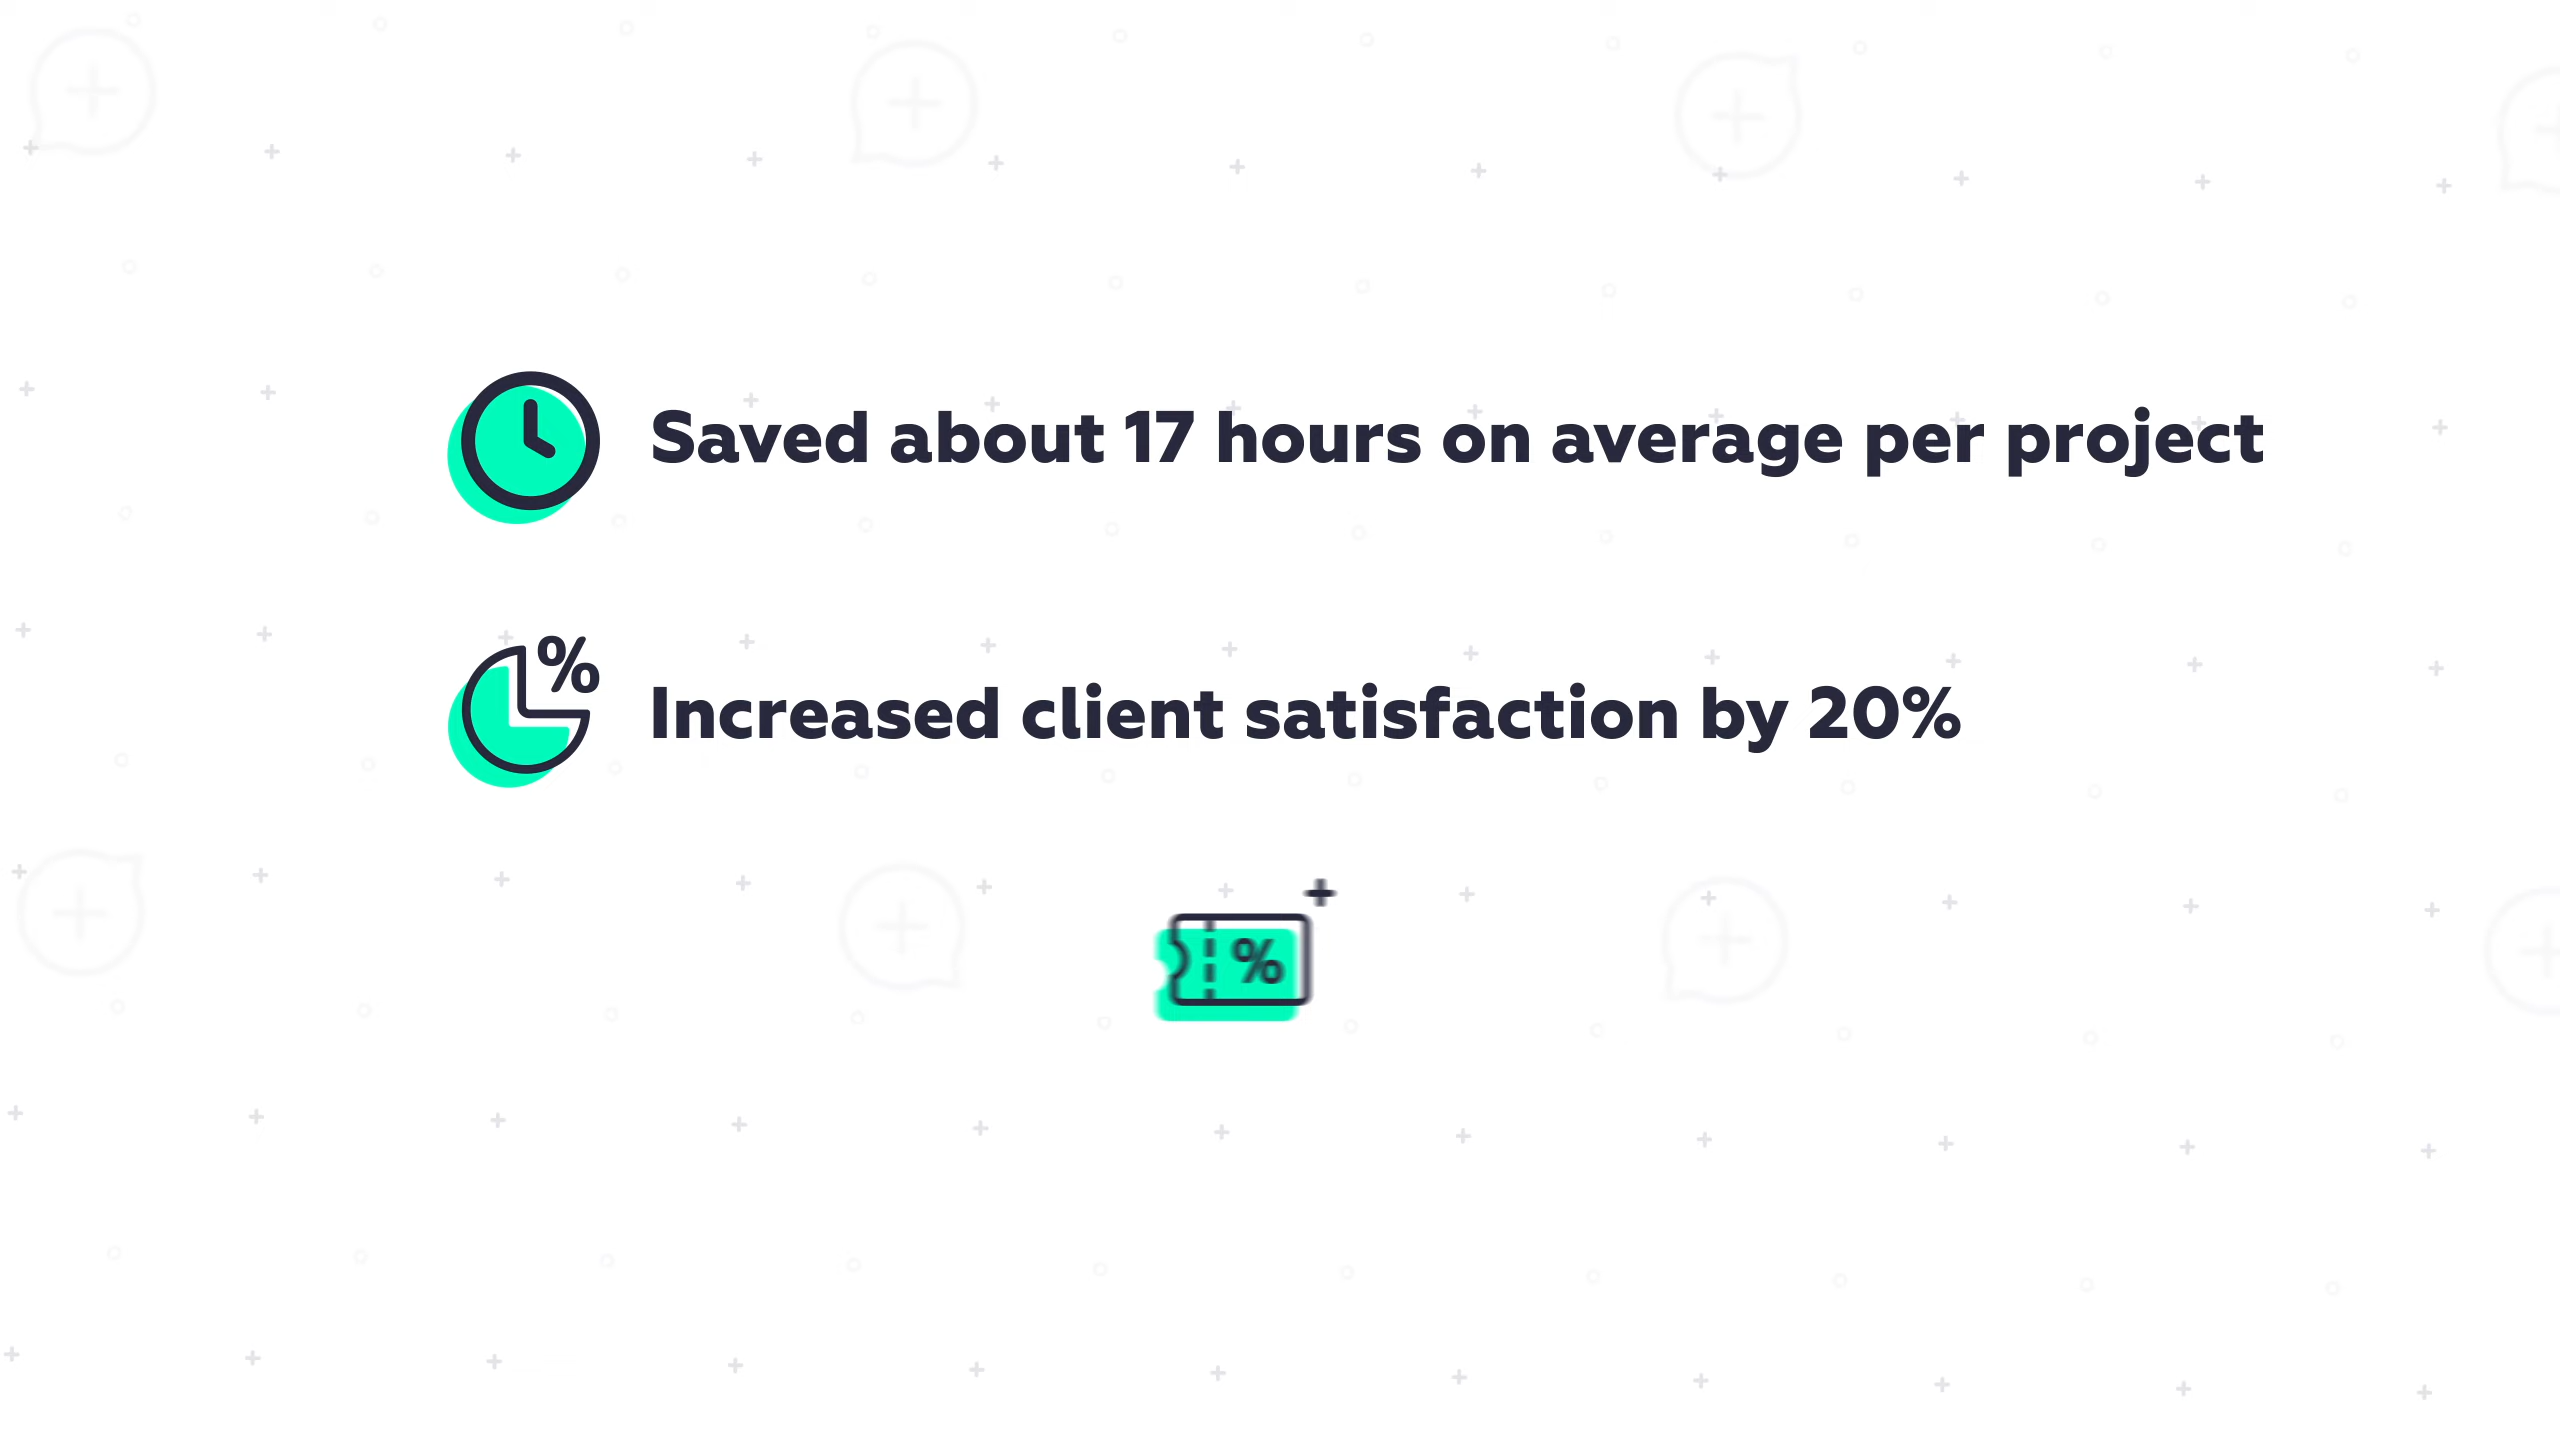 Saved about 17 hours on average per project
%
Increased client satisfaction by 20%
%